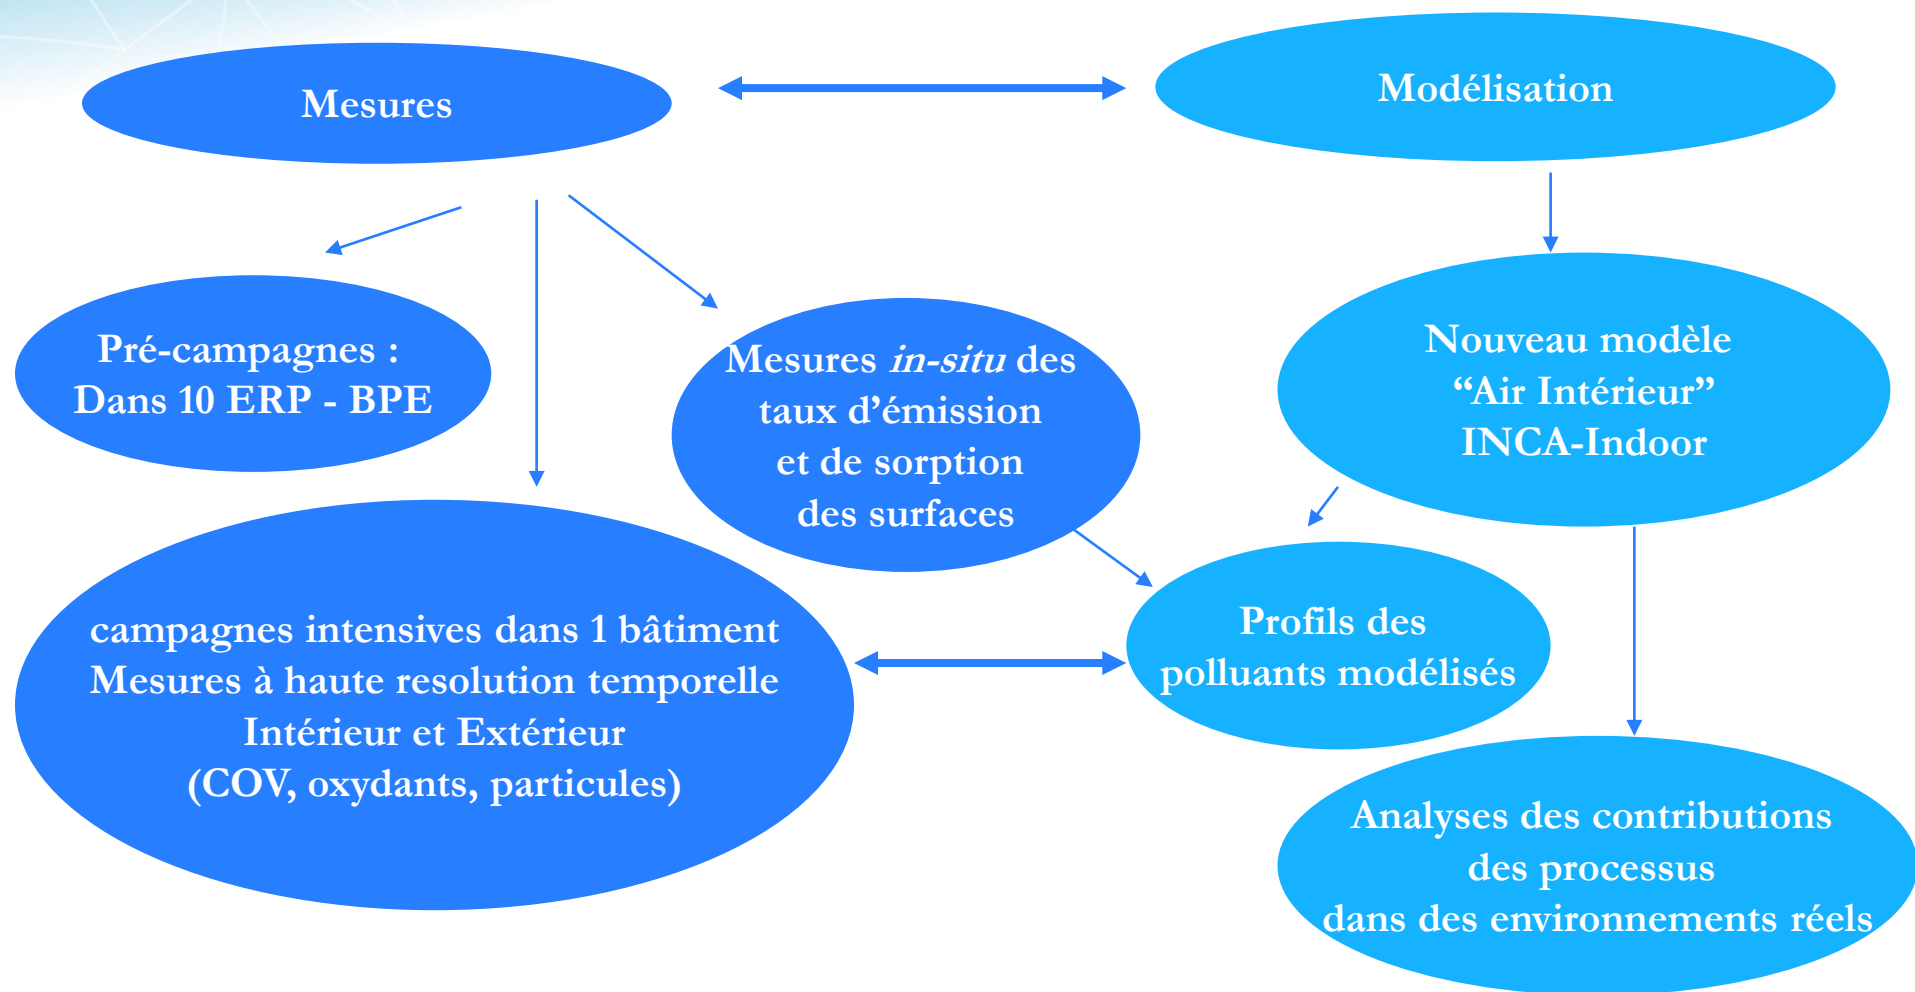 Mesures
Modélisation
Pré-campagnes :
Dans 10 ERP - BPE
Mesures in-situ des
taux d'émission
et de sorption
des surfaces
Nouveau modèle
“Air Intérieur”
INCA-Indoor
campagnes intensives dans 1 bâtiment
Mesures à haute resolution temporelle
Intérieur et Extérieur
(COV, oxydants, particules)
Profils des
polluants modélisés
Analyses des contributions
des processus
dans des environnements réels